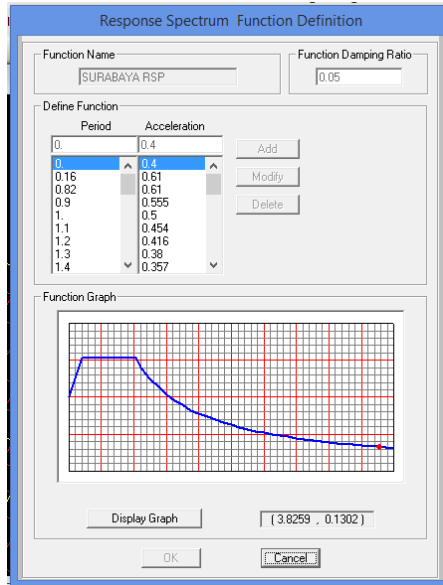 Response Spectrum Function Definition
Function Name
SURABAYA RSP
Function Damping Ratio
0.05
Define Function
Period Acceleration
0. 0.4
0. 0.4
0.16 0.61
0.82 0.61
0.9 0.555
1. 0.5
1.1 0.454
1.2 0.416
1.3 0.38
1.4 0.357
Add
Modify
Delete
Function Graph
Display Graph
( 3.8259 , 0.1302 )
OK
Cancel